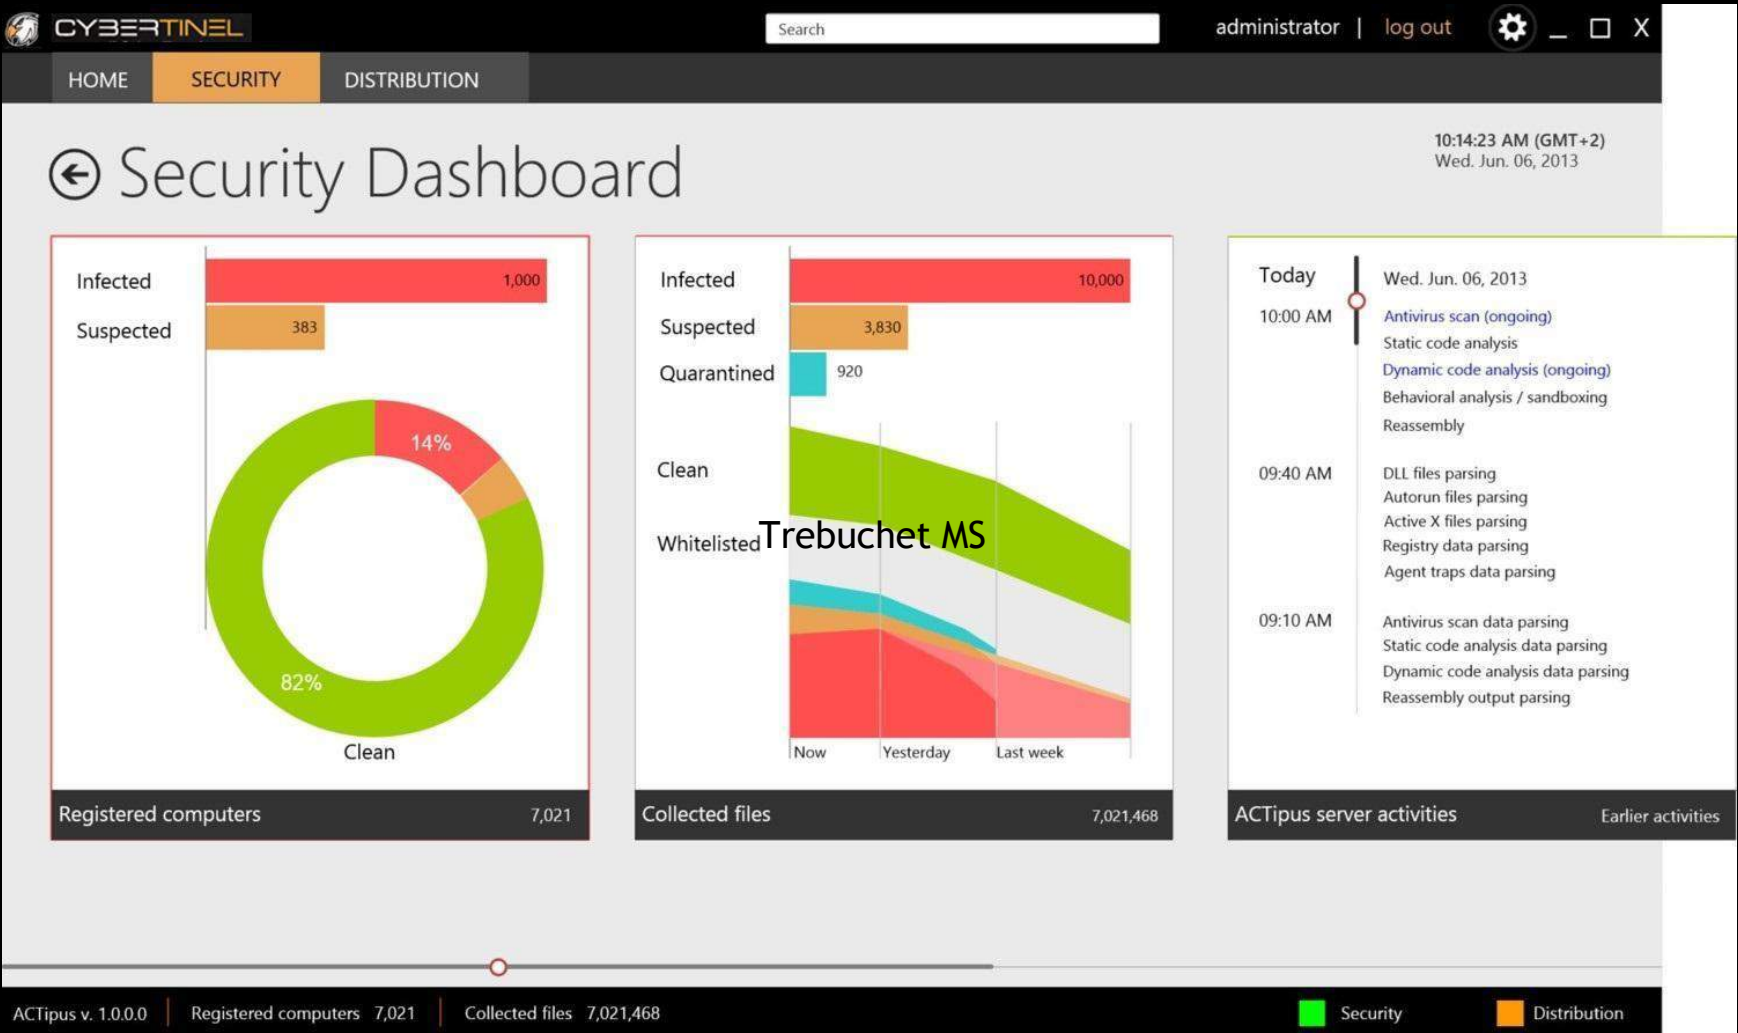 CYBERTINEL
Search
administrator | log out
X
HOME
SECURITY
DISTRIBUTION
Security Dashboard
10:14:23 AM (GMT+2)
Wed. Jun. 06, 2013
Infected
1,000
Suspected
383
14%
82%
Clean
Registered computers
7,021
Infected
10,000
Suspected
3,830
Quarantined
920
Clean
Whitelisted
Trebuchet MS
Now
Yesterday
Last week
Collected files
7,021,468
Today
Wed. Jun. 06, 2013
10:00 AM
Antivirus scan (ongoing)
Static code analysis
Dynamic code analysis (ongoing)
Behavioral analysis / sandboxing
Reassembly
09:40 AM
DLL files parsing
Autorun files parsing
Active X files parsing
Registry data parsing
Agent traps data parsing
09:10 AM
Antivirus scan data parsing
Static code analysis data parsing
Dynamic code analysis data parsing
Reassembly output parsing
ACTipus server activities
Earlier activities
ACTipus v. 1.0.0.0
Registered computers 7,021
Collected files 7,021,468
Security
Distribution